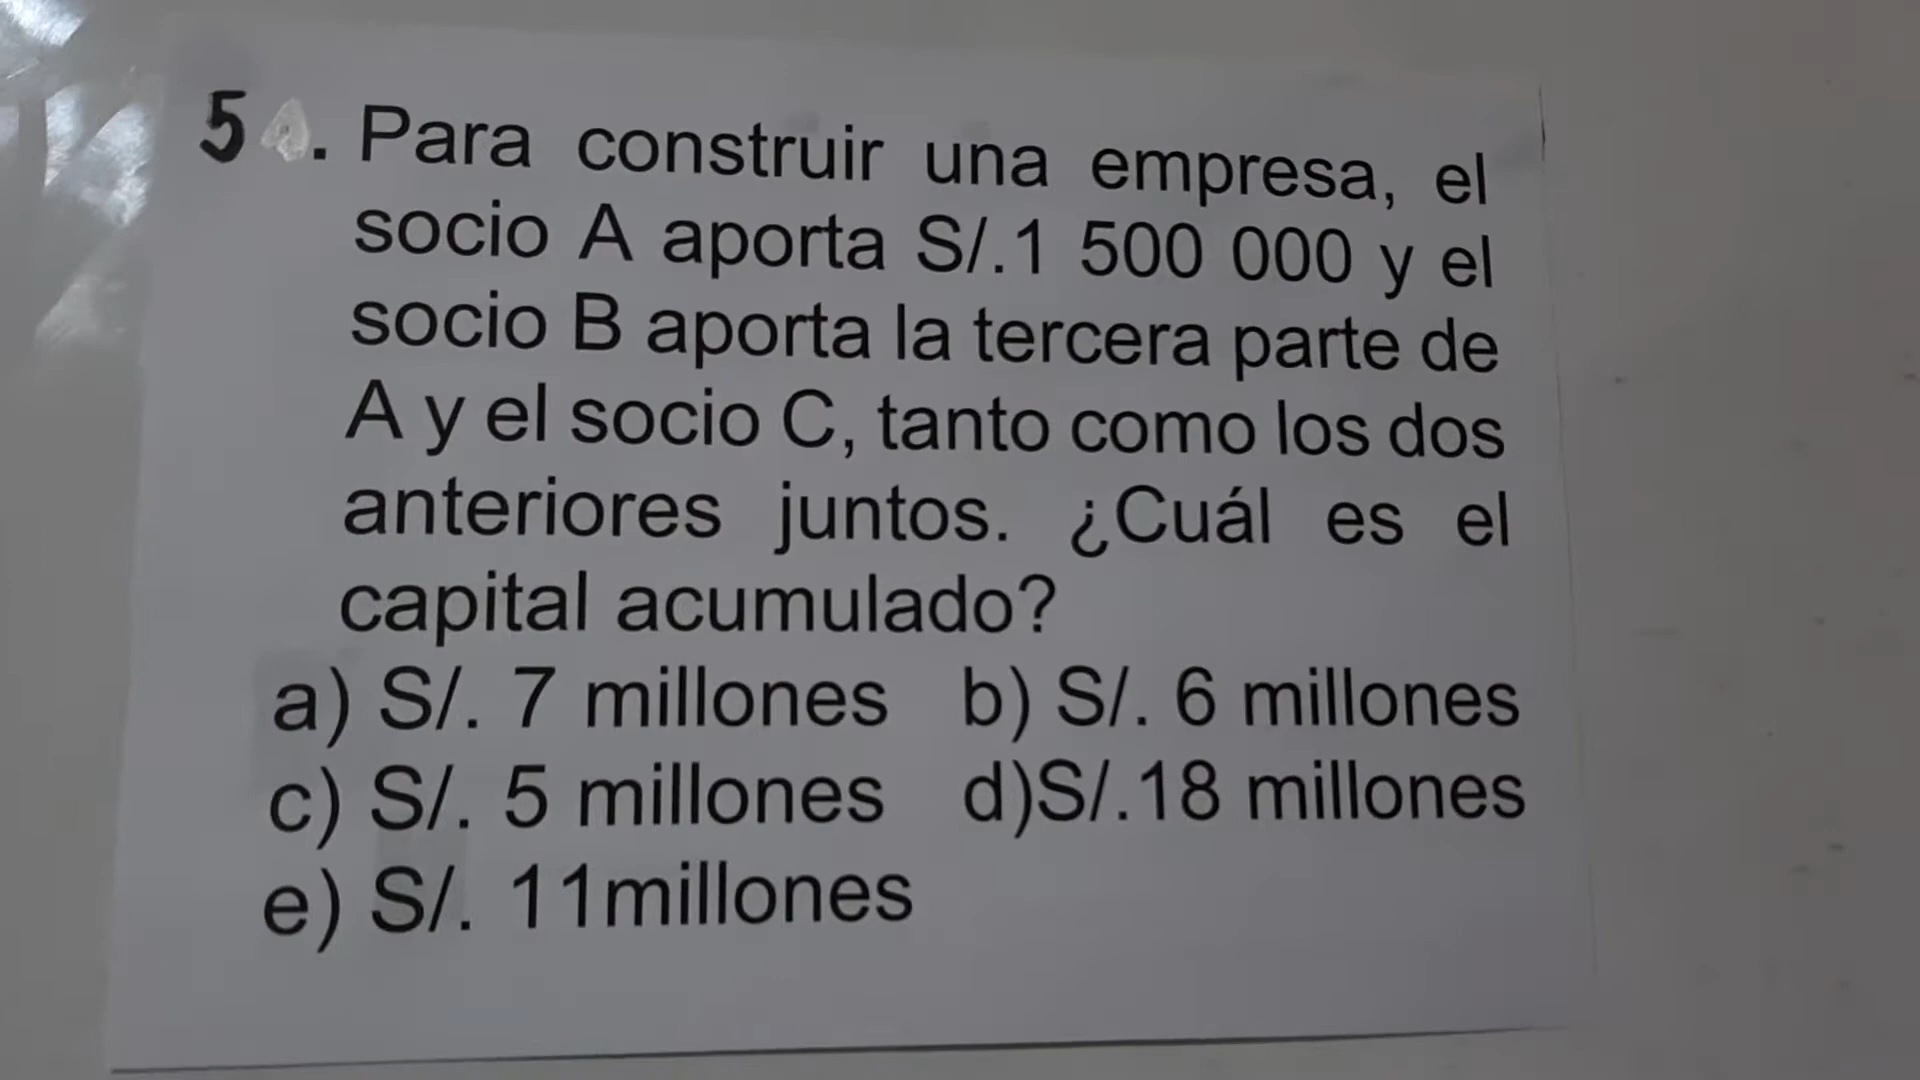 5. Para construir una empresa, el
socio A aporta S/.1 500 000 y el
socio B aporta la tercera parte de
A y el socio C, tanto como los dos
anteriores juntos. ¿Cuál es el
capital acumulado?
a) S/. 7 millones b) S/. 6 millones
c) S/. 5 millones d)S/.18 millones
e) S/. 11millones